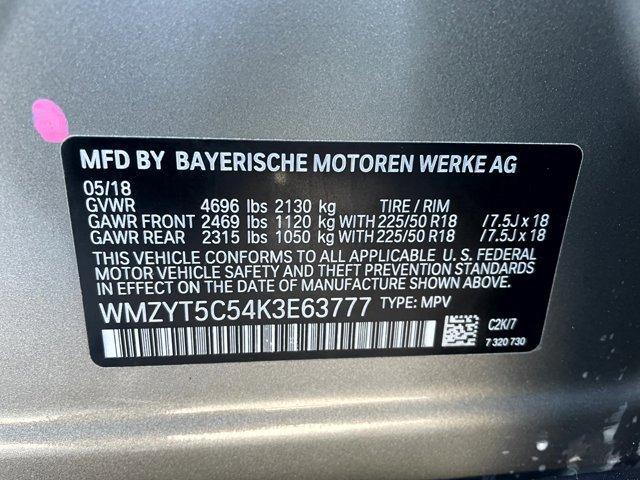 MFD BY BAYERISCHE MOTOREN WERKE AG
05/18
GVWR 4696 lbs 2130 kg TIRE / RIM
GAWR FRONT 2469 lbs 1120 kg WITH 225/50 R18 /7.5J x 18
GAWR REAR 2315 lbs 1050 kg WITH 225/50 R18 /7.5J x 18
THIS VEHICLE CONFORMS TO ALL APPLICABLE U. S. FEDERAL
MOTOR VEHICLE SAFETY AND THEFT PREVENTION STANDARDS
IN EFFECT ON THE DATE OF MANUFACTURE SHOWN ABOVE.
WMZYT5C54K3E63777 TYPE: MPV
C2K/7
7 320 730